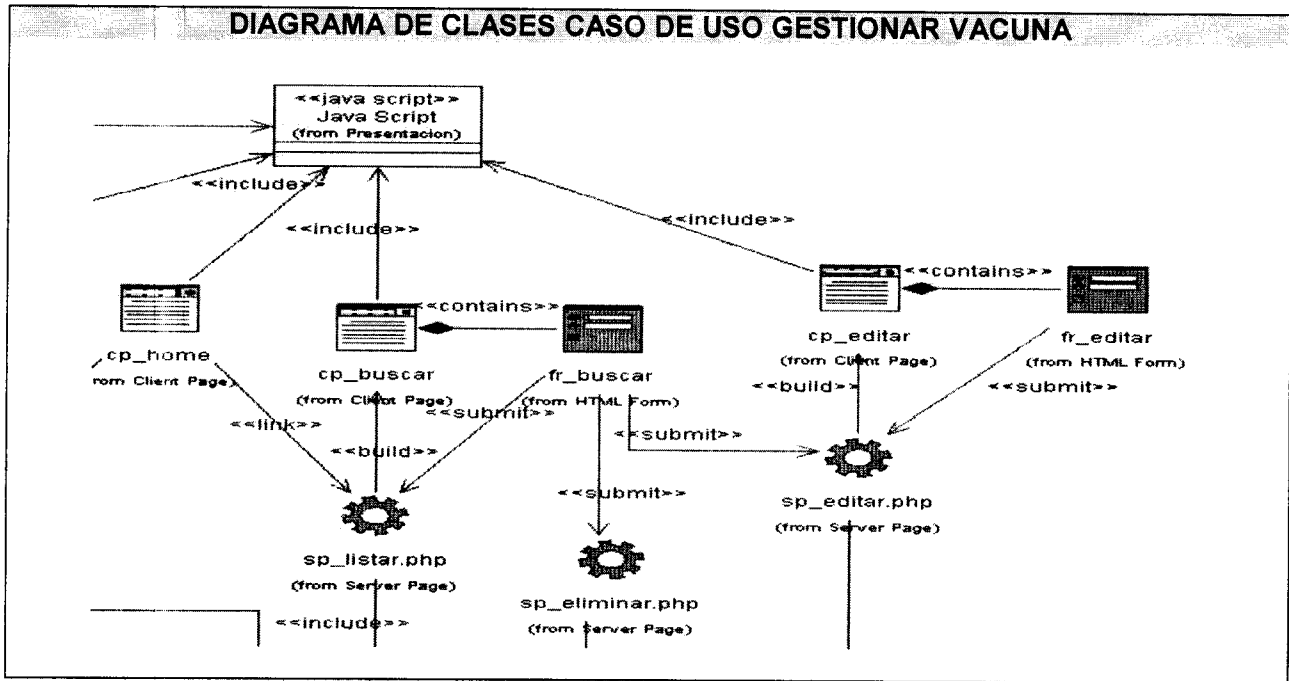 DIAGRAMA DE CLASES CASO DE USO GESTIONAR VACUNA
<<java script>>
Java Script
(from Presentacion)
<<include>>
<<include>>
<<include>>
<<contains>>
<<contains>>
cp_home
rom Client Page)
cp_buscar
(from Client Page)
fr_buscar
(from HTML Form)
cp_editar
(from Client Page)
fr_editar
(from HTML Form)
<<build>>
<<submit>>
<<link>>
<<submit>>
<<submit>>
<<build>>
<<submit>>
sp_listar.php
(from Server Page)
sp_eliminar.php
(from Server Page)
sp_editar.php
(from Server Page)
<<include>>